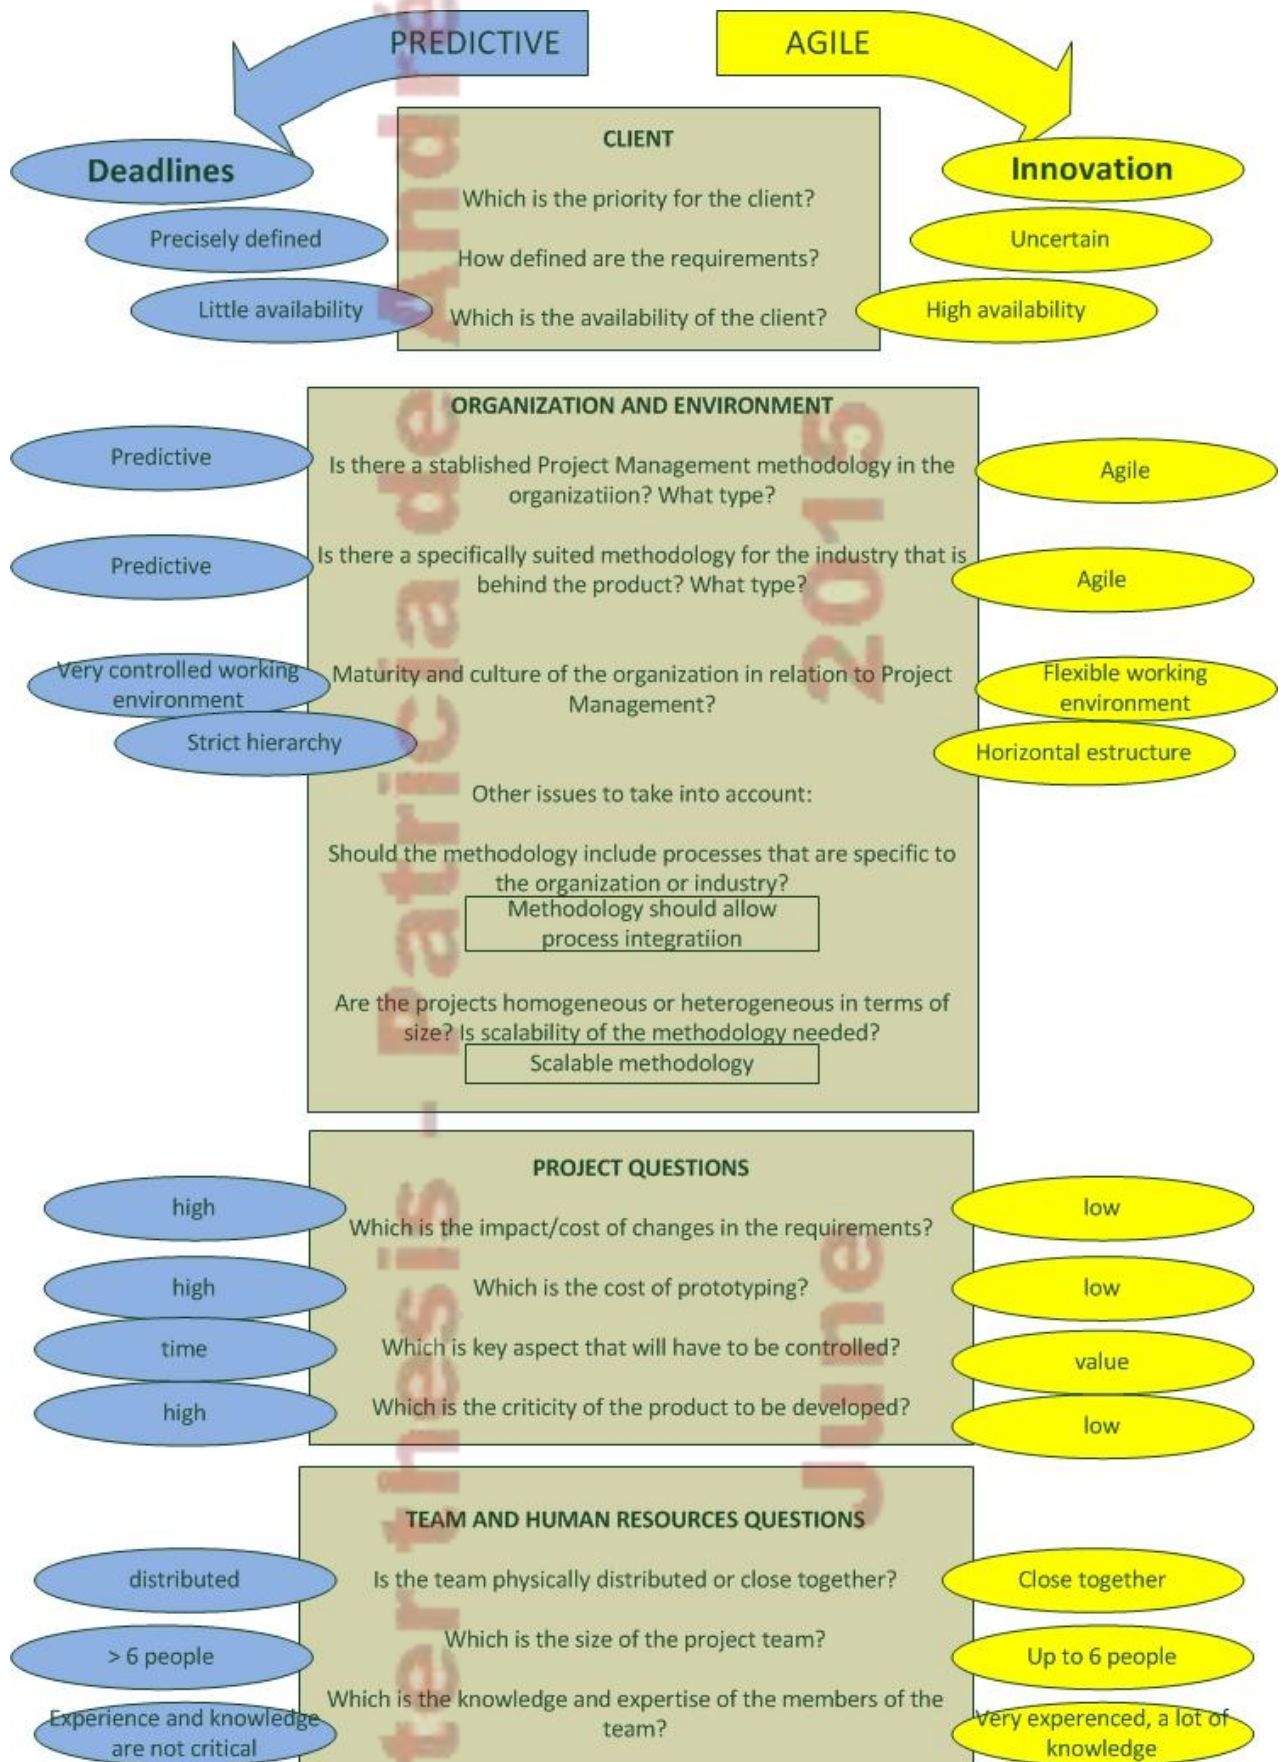 PREDICTIVE
AGILE
CLIENT
Deadlines
Which is the priority for the client?
Innovation
Precisely defined
How defined are the requirements?
Uncertain
Little availability
Which is the availability of the client?
High availability
ORGANIZATION AND ENVIRONMENT
Predictive
Is there a stablished Project Management methodology in the
organizatiion? What type?
Agile
Predictive
Is there a specifically suited methodology for the industry that is
behind the product? What type?
Agile
Very controlled working
environment
Strict hierarchy
Maturity and culture of the organization in relation to Project
Management?
Flexible working
environment
Horizontal estructure
Other issues to take into account:
Should the methodology include processes that are specific to
the organization or industry?
Methodology should allow
process integratiion
Are the projects homogeneous or heterogeneous in terms of
size? Is scalability of the methodology needed?
Scalable methodology
PROJECT QUESTIONS
high
Which is the impact/cost of changes in the requirements?
low
high
Which is the cost of prototyping?
low
time
Which is key aspect that will have to be controlled?
value
high
Which is the criticity of the product to be developed?
low
TEAM AND HUMAN RESOURCES QUESTIONS
distributed
Is the team physically distributed or close together?
Close together
> 6 people
Which is the size of the project team?
Up to 6 people
Experience and knowledge
are not critical
Which is the knowledge and expertise of the members of the
team?
Very experenced, a lot of
knowledge
thesis - Patricia de
June 2015